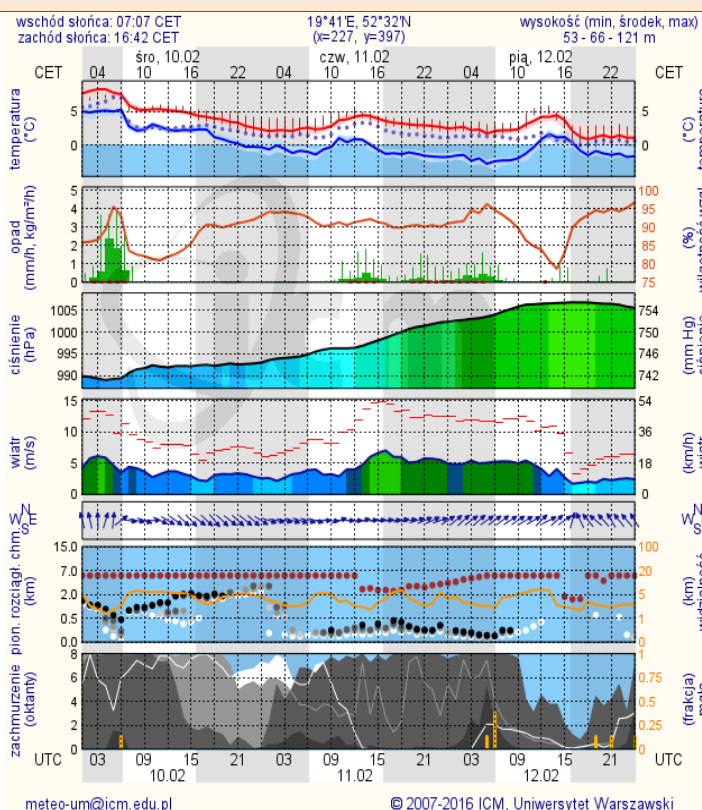 wschód słońca: 07:07 CET 19°41'E, 52°32'N wysokość (min, środek, max)
zachód słońca: 16:42 CET (x=227, y=397) 53 - 66 - 121 m
śro, 10.02 czw, 11.02 pią, 12.02
CET 04 10 16 22 04 10 16 22 04 10 16 22 CET
temperatura (°C) 5 0 5 0 temperatura (°C)
opad (mm/h, kg/m²/h) 5 4 3 2 1 0 100 95 90 85 80 75 (%)
ciśnienie (hPa) 1005 1000 995 990 754 750 746 742 (mm Hg) ciśnienie
wiatr (m/s) 15 10 5 0 54 36 18 0 (km/h) wiatr
N W E S N W S
pion. rozciągł. chm. (km) 15.0 7.0 2.0 0.5 0.0 100 20 5 1 0 (km) widzialność
zachmurzenie (oktanty) 8 6 4 2 0 1 0.75 0.5 0.25 0 (frakcja)
UTC 03 09 15 21 03 09 15 21 03 09 15 21 UTC
10.02 11.02 12.02
meteo-um@icm.edu.pl © 2007-2016 ICM, Uniwersytet Warszawski